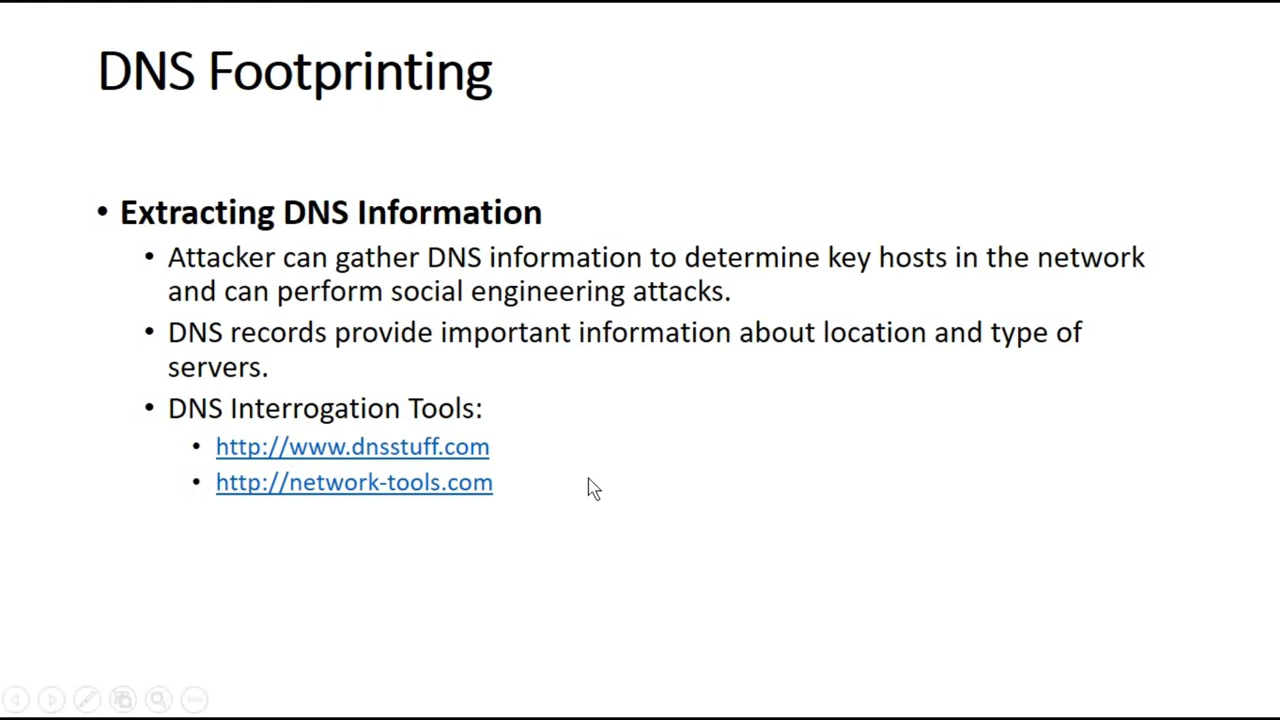 DNS Footprinting
• Extracting DNS Information
• Attacker can gather DNS information to determine key hosts in the network
and can perform social engineering attacks.
• DNS records provide important information about location and type of
servers.
• DNS Interrogation Tools:
• http://www.dnsstuff.com
• http://network-tools.com